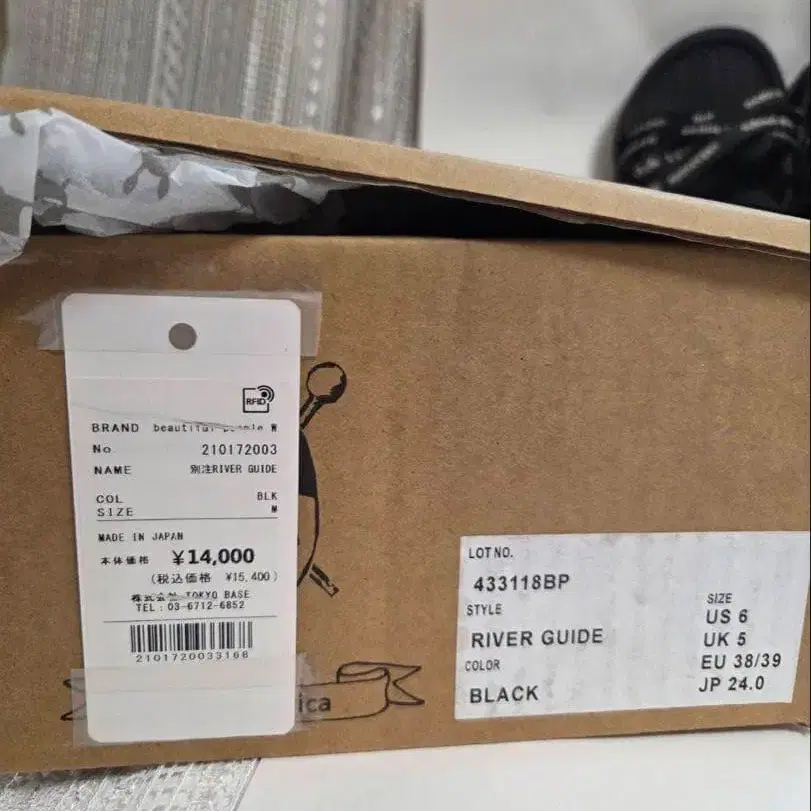 RFID
BRAND beautiful people W
No 210172003
NAME 別注RIVER GUIDE
COL BLK
SIZE M
MADE IN JAPAN
本体価格 ¥14,000
(税込価格 ¥15,400)
株式会社 TOKYO BASE
TEL:03-6712-6852
2101720033168
ica
LOT NO.
433118BP
STYLE
RIVER GUIDE
COLOR
BLACK
SIZE
US 6
UK 5
EU 38/39
JP 24.0